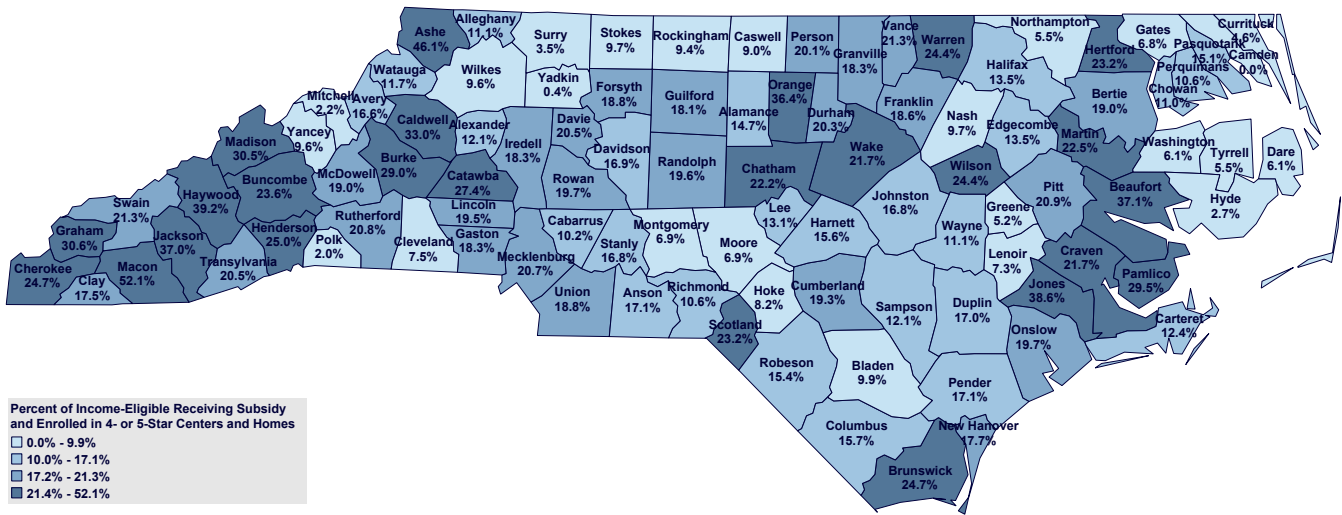 Ashe
46.1%
Alleghany
11.1%
Surry
3.5%
Stokes
9.7%
Rockingham
9.4%
Caswell
9.0%
Person
20.1%
Granville
18.3%
Vance
21.3%
Warren
24.4%
Northampton
5.5%
Hertford
23.2%
Gates
6.8%
Currituck
4.6%
Pasquotank
15.1%
Camden
0.0%
Perquimans
10.6%
Chowan
11.0%
Watauga
11.7%
Wilkes
9.6%
Yadkin
0.4%
Forsyth
18.8%
Guilford
18.1%
Alamance
14.7%
Orange
36.4%
Durham
20.3%
Franklin
18.6%
Halifax
13.5%
Bertie
19.0%
Mitchell
2.2%
Avery
16.6%
Caldwell
33.0%
Alexander
12.1%
Iredell
18.3%
Davie
20.5%
Davidson
16.9%
Randolph
19.6%
Chatham
22.2%
Wake
21.7%
Nash
9.7%
Edgecombe
13.5%
Martin
22.5%
Washington
6.1%
Tyrrell
5.5%
Dare
6.1%
Madison
30.5%
Yancey
9.6%
Burke
29.0%
McDowell
19.0%
Catawba
27.4%
Rowan
19.7%
Wilson
24.4%
Pitt
20.9%
Beaufort
37.1%
Hyde
2.7%
Haywood
39.2%
Buncombe
23.6%
Swain
21.3%
Graham
30.6%
Jackson
37.0%
Henderson
25.0%
Rutherford
20.8%
Polk
2.0%
Cleveland
7.5%
Lincoln
19.5%
Gaston
18.3%
Cabarrus
10.2%
Stanly
16.8%
Montgomery
6.9%
Moore
6.9%
Lee
13.1%
Harnett
15.6%
Johnston
16.8%
Wayne
11.1%
Greene
5.2%
Lenoir
7.3%
Craven
21.7%
Pamlico
29.5%
Cherokee
24.7%
Clay
17.5%
Macon
52.1%
Transylvania
20.5%
Mecklenburg
20.7%
Union
18.8%
Anson
17.1%
Richmond
10.6%
Scotland
23.2%
Hoke
8.2%
Cumberland
19.3%
Sampson
12.1%
Duplin
17.0%
Jones
38.6%
Onslow
19.7%
Carteret
12.4%
Robeson
15.4%
Bladen
9.9%
Pender
17.1%
Columbus
15.7%
New Hanover
17.7%
Brunswick
24.7%
Percent of Income-Eligible Receiving Subsidy
and Enrolled in 4- or 5-Star Centers and Homes
0.0% - 9.9%
10.0% - 17.1%
17.2% - 21.3%
21.4% - 52.1%